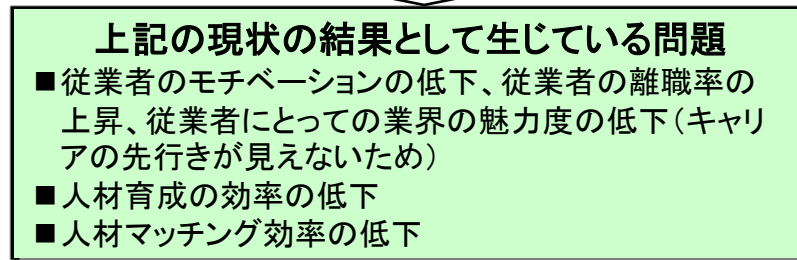 上記の現状の結果として生じている問題
■従業者のモチベーションの低下、従業者の離職率の
上昇、従業者にとっての業界の魅力度の低下(キャリ
アの先行きが見えないため)
■人材育成の効率の低下
■人材マッチング効率の低下